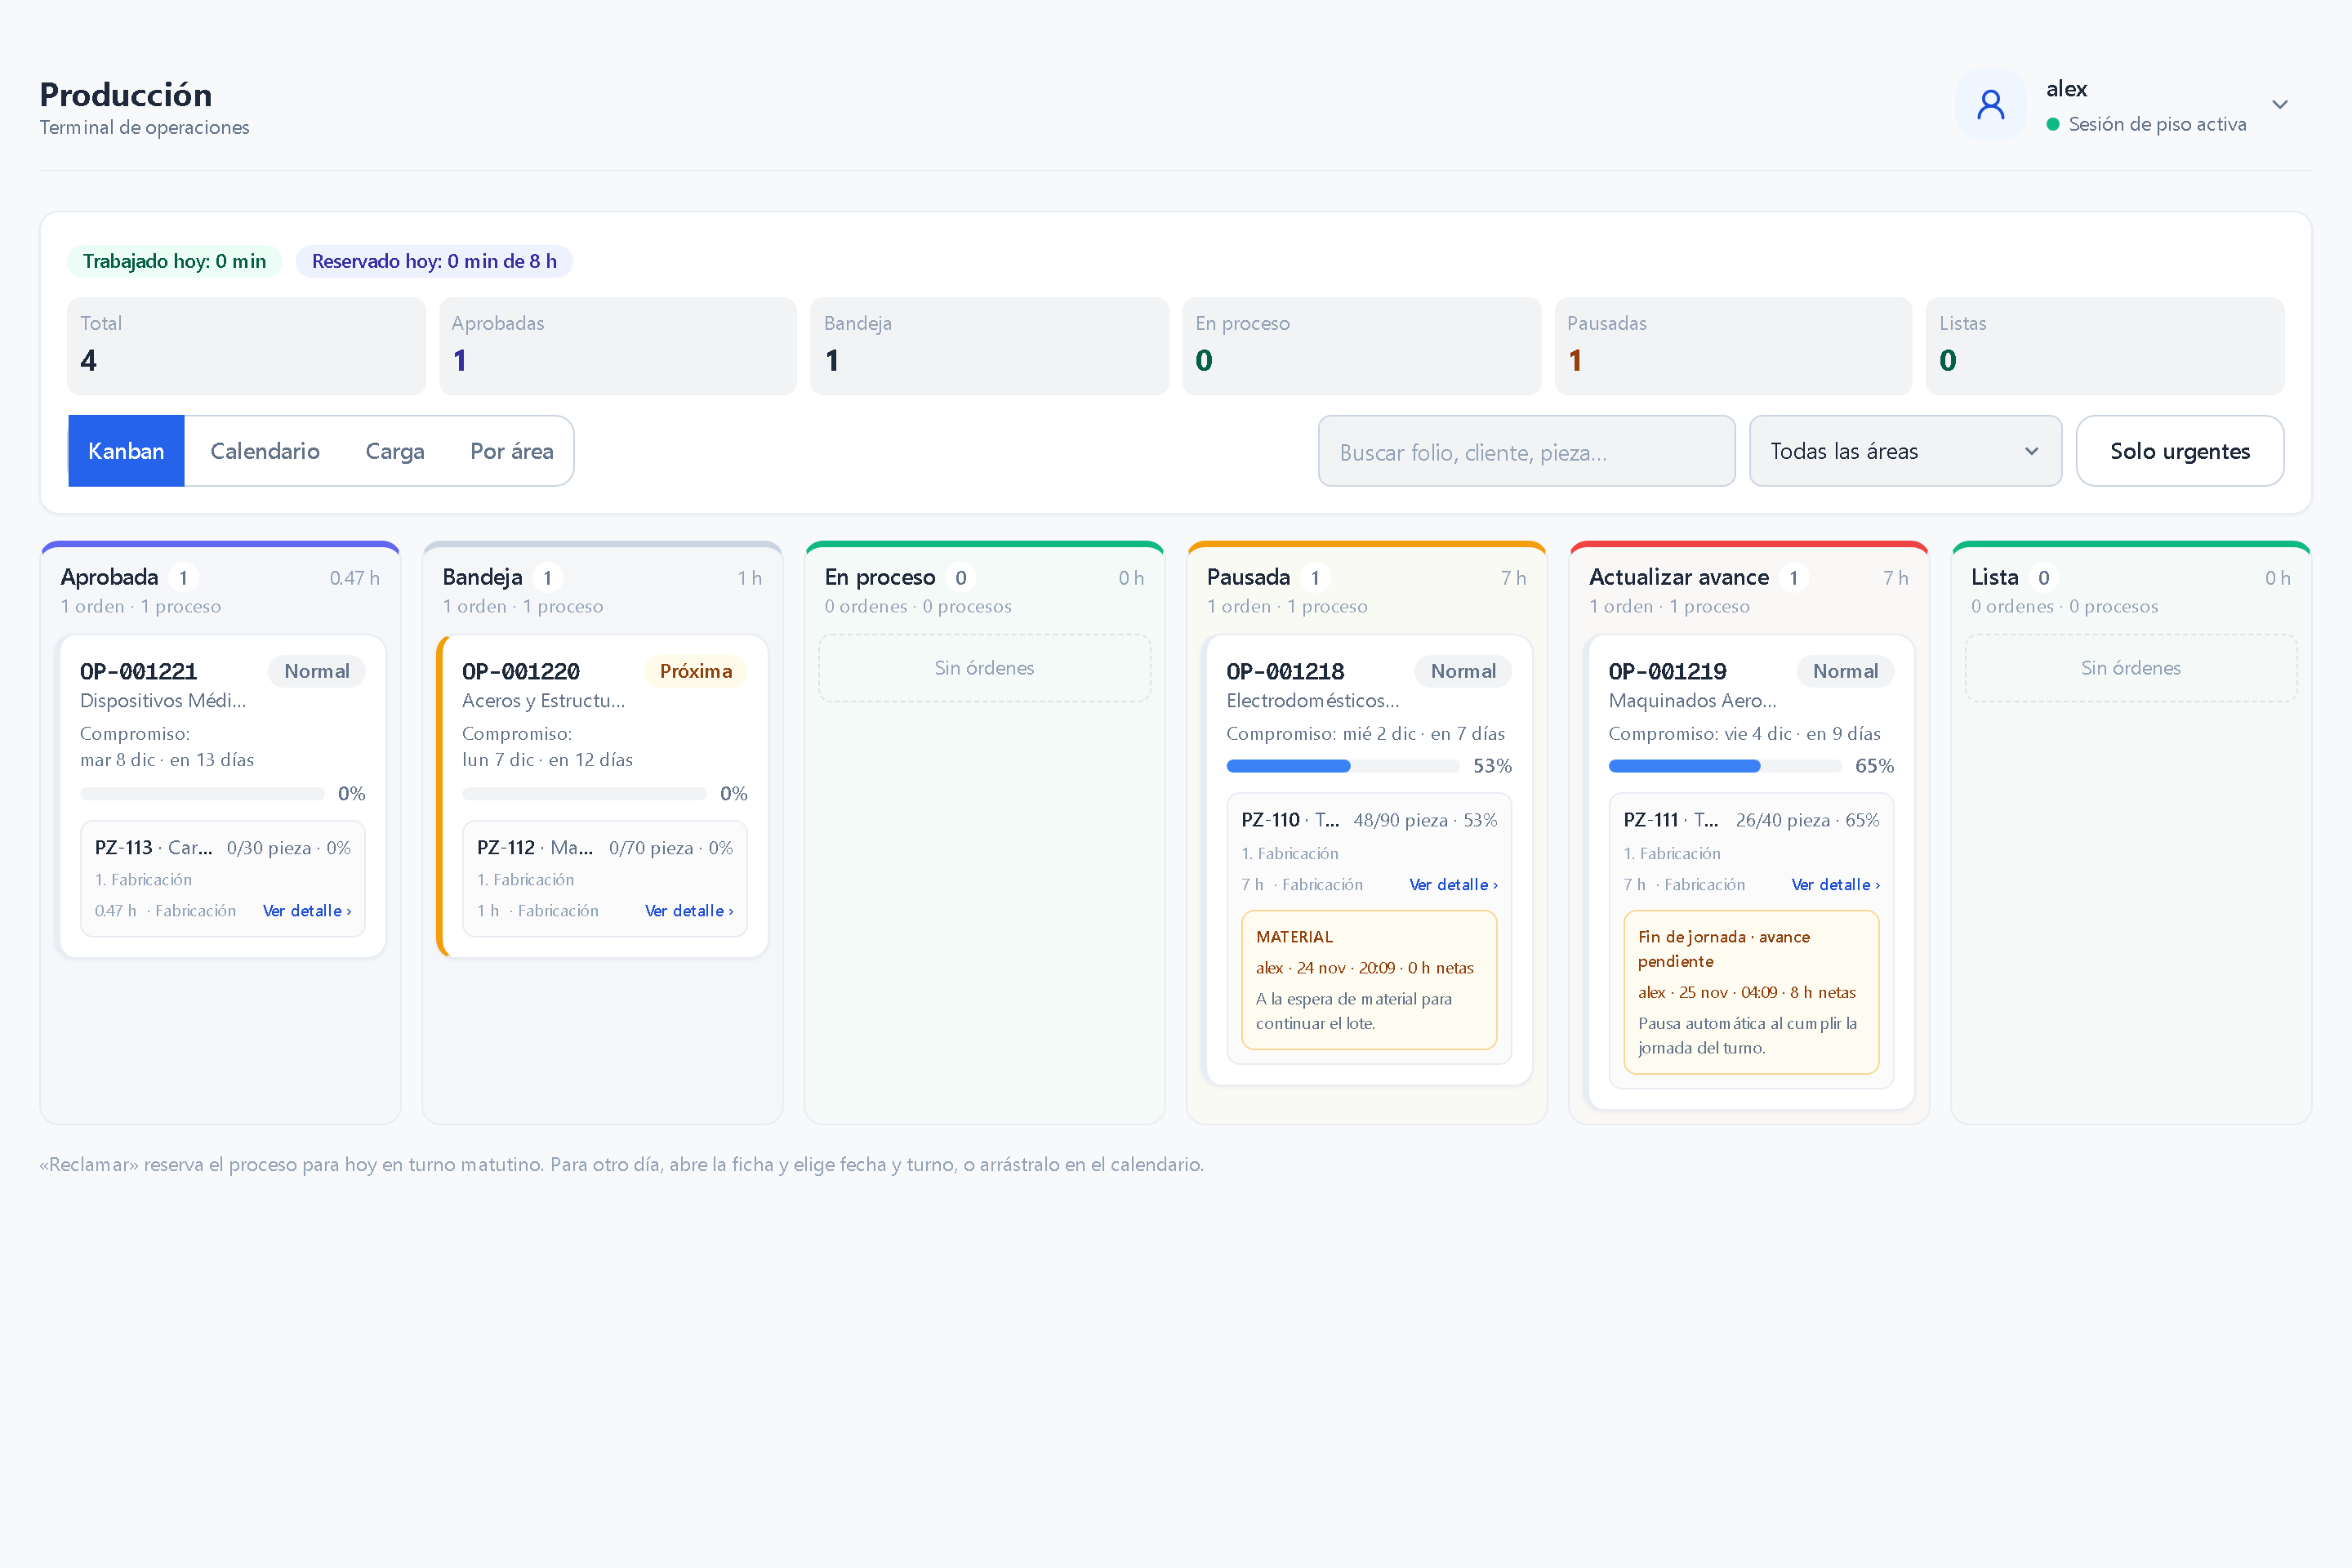 Producción
Terminal de operaciones
alex
Sesión de piso activa
Trabajado hoy: 0 min
Reservado hoy: 0 min de 8 h
Total
4
Aprobadas
1
Bandeja
1
En proceso
0
Pausadas
1
Listas
0
Kanban
Calendario
Carga
Por área
Buscar folio, cliente, pieza...
Todas las áreas
Solo urgentes
Aprobada 1 0.47 h
1 orden · 1 proceso
OP-001221 Normal
Dispositivos Médi...
Compromiso:
mar 8 dic · en 13 días
0%
PZ-113 · Car... 0/30 pieza · 0%
1. Fabricación
0.47 h · Fabricación Ver detalle ›
Bandeja 1 1 h
1 orden · 1 proceso
OP-001220 Próxima
Aceros y Estructu...
Compromiso:
lun 7 dic · en 12 días
0%
PZ-112 · Ma... 0/70 pieza · 0%
1. Fabricación
1 h · Fabricación Ver detalle ›
En proceso 0 0 h
0 ordenes · 0 procesos
Sin órdenes
Pausada 1 7 h
1 orden · 1 proceso
OP-001218 Normal
Electrodomésticos...
Compromiso: mié 2 dic · en 7 días
53%
PZ-110 · T... 48/90 pieza · 53%
1. Fabricación
7 h · Fabricación Ver detalle ›
MATERIAL
alex · 24 nov · 20:09 · 0 h netas
A la espera de material para
continuar el lote.
Actualizar avance 1 7 h
1 orden · 1 proceso
OP-001219 Normal
Maquinados Aero...
Compromiso: vie 4 dic · en 9 días
65%
PZ-111 · T... 26/40 pieza · 65%
1. Fabricación
7 h · Fabricación Ver detalle ›
Fin de jornada · avance
pendiente
alex · 25 nov · 04:09 · 8 h netas
Pausa automática al cumplir la
jornada del turno.
Lista 0 0 h
0 ordenes · 0 procesos
Sin órdenes
«Reclamar» reserva el proceso para hoy en turno matutino. Para otro día, abre la ficha y elige fecha y turno, o arrástralo en el calendario.